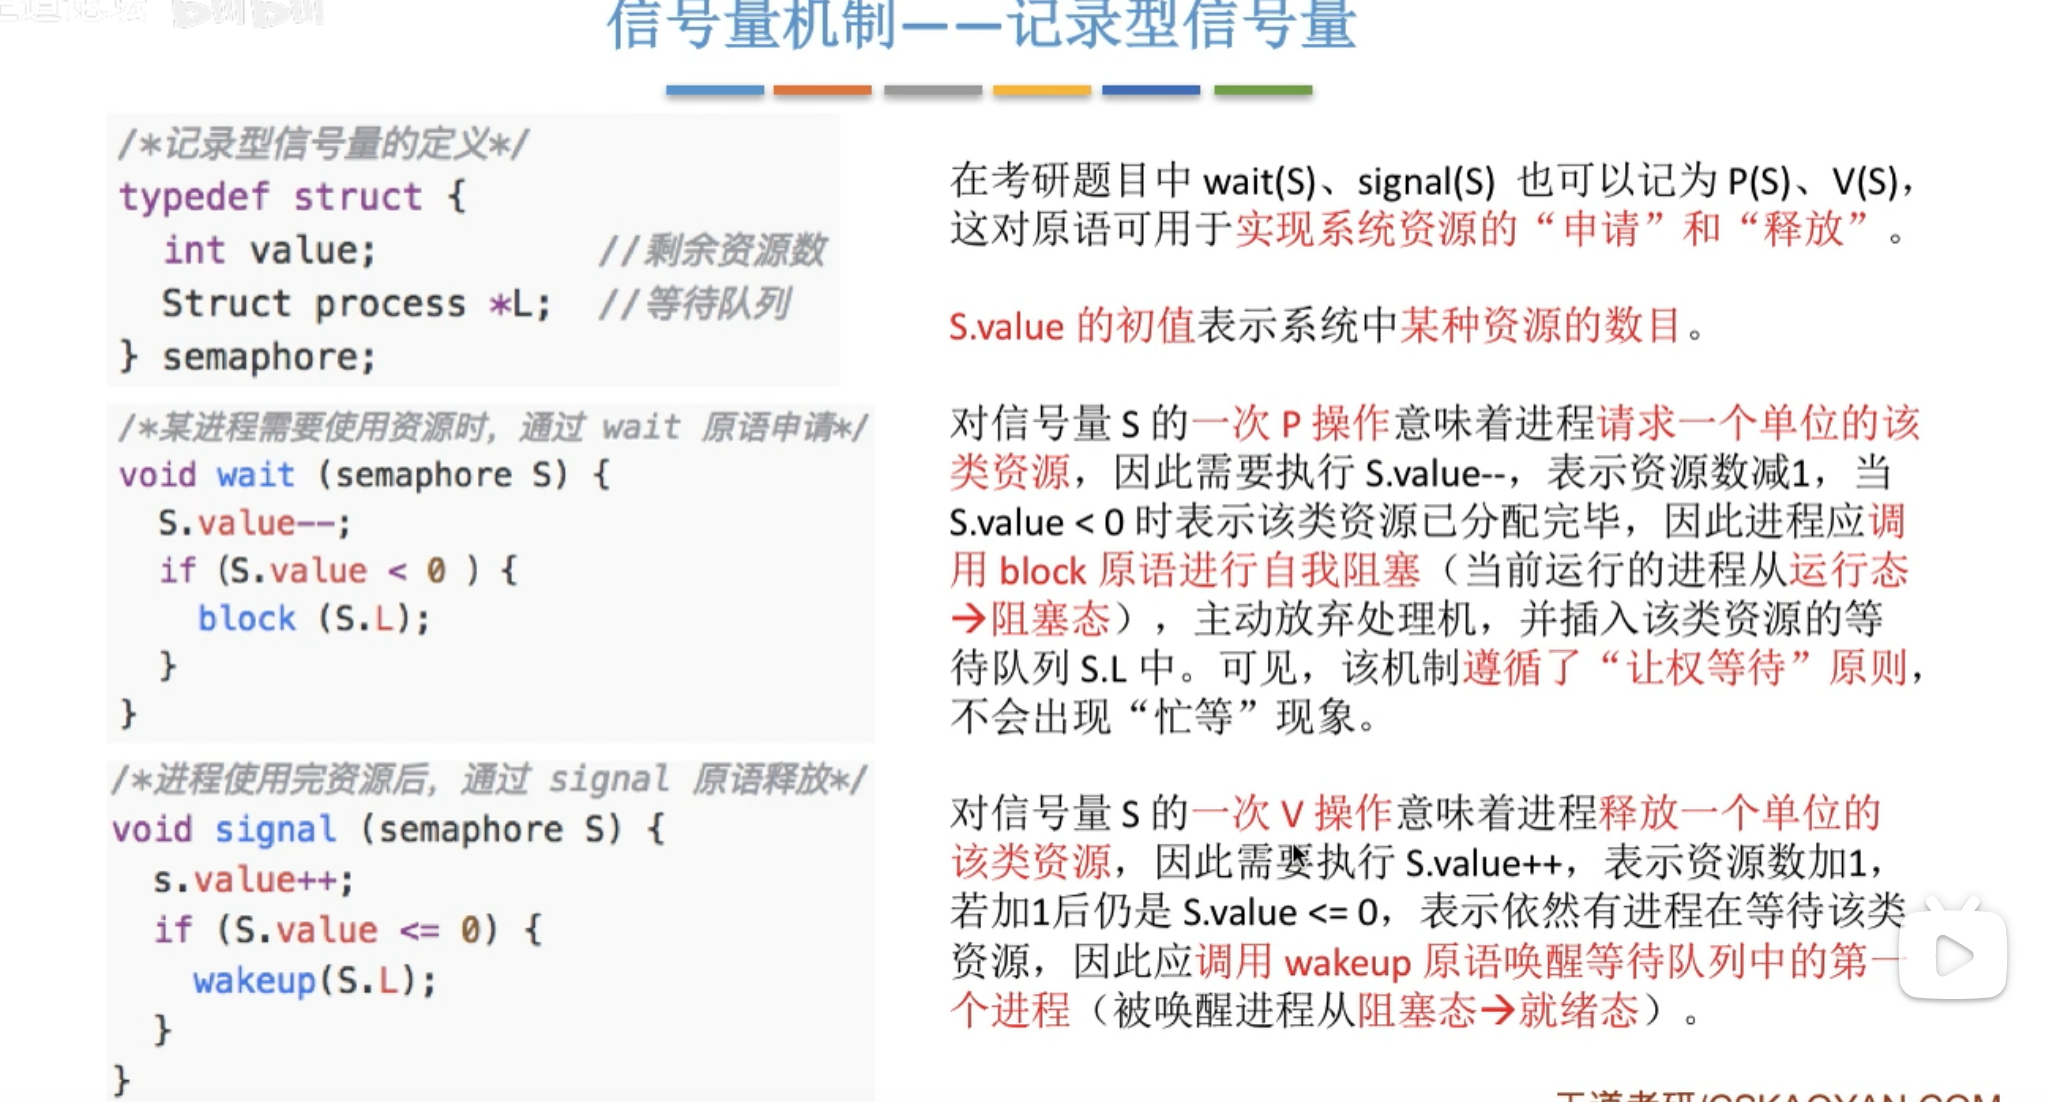 信号量机制——记录型信号量
/*记录型信号量的定义*/
typedef struct {
int value; //剩余资源数
Struct process *L; //等待队列
} semaphore;
/*某进程需要使用资源时，通过 wait 原语申请*/
void wait (semaphore S) {
S.value--;
if (S.value < 0 ) {
block (S.L);
}
}
/*进程使用完资源后，通过 signal 原语释放*/
void signal (semaphore S) {
s.value++;
if (S.value <= 0) {
wakeup(S.L);
}
}
在考研题目中 wait(S)、signal(S) 也可以记为 P(S)、V(S)，
这对原语可用于实现系统资源的“申请”和“释放”。
S.value 的初值表示系统中某种资源的数目。
对信号量 S 的一次 P 操作意味着进程请求一个单位的该
类资源，因此需要执行 S.value--，表示资源数减1，当
S.value < 0 时表示该类资源已分配完毕，因此进程应调
用 block 原语进行自我阻塞（当前运行的进程从运行态
→阻塞态），主动放弃处理机，并插入该类资源的等
待队列 S.L 中。可见，该机制遵循了“让权等待”原则，
不会出现“忙等”现象。
对信号量 S 的一次 V 操作意味着进程释放一个单位的
该类资源，因此需要执行 S.value++，表示资源数加1，
若加1后仍是 S.value <= 0，表示依然有进程在等待该类
资源，因此应调用 wakeup 原语唤醒等待队列中的第一
个进程（被唤醒进程从阻塞态→就绪态）。
王道考研/CSKAOYAN.COM